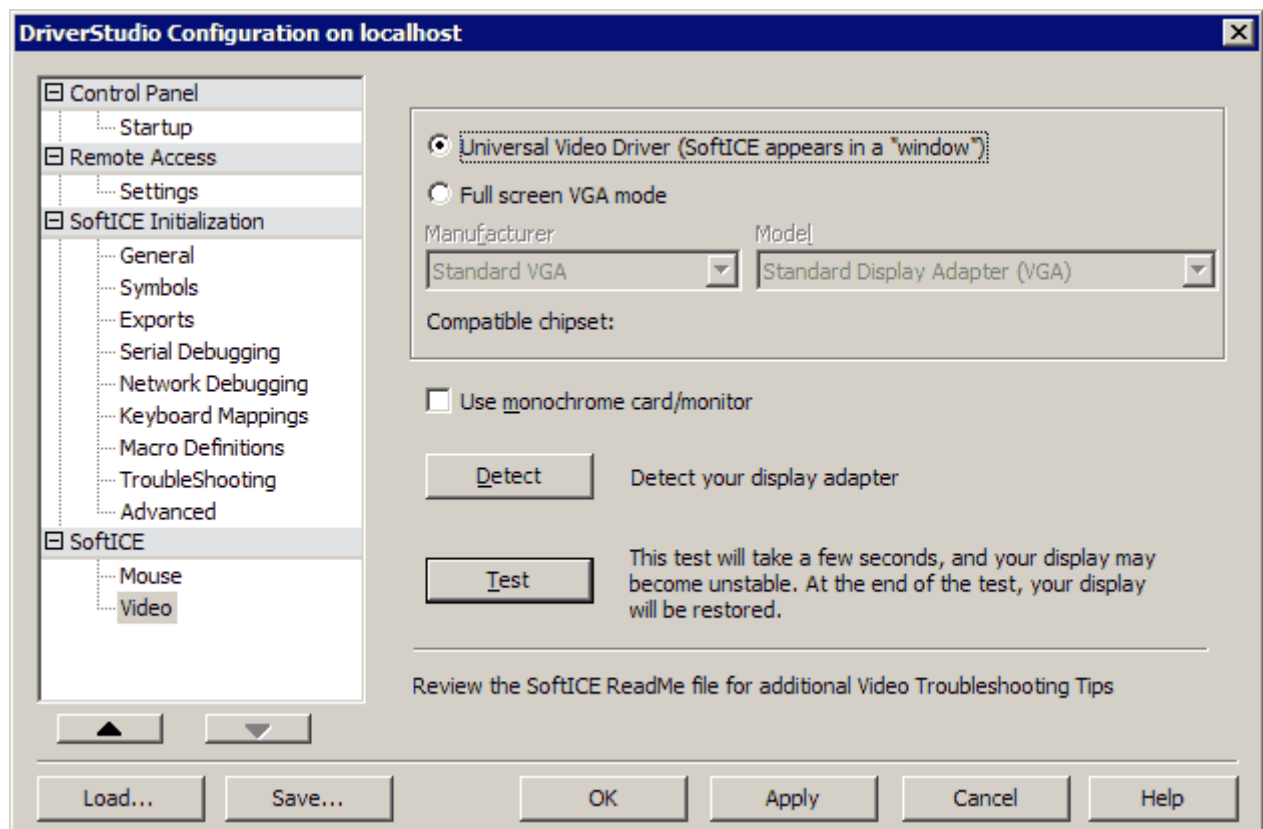 DriverStudio Configuration on localhost
Control Panel
Startup
Remote Access
Settings
SoftICE Initialization
General
Symbols
Exports
Serial Debugging
Network Debugging
Keyboard Mappings
Macro Definitions
TroubleShooting
Advanced
SoftICE
Mouse
Video
Universal Video Driver (SoftICE appears in a "window")
Full screen VGA mode
Manufacturer
Model
Standard VGA
Standard Display Adapter (VGA)
Compatible chipset:
Use monochrome card/monitor
Detect
Detect your display adapter
Test
This test will take a few seconds, and your display may
become unstable. At the end of the test, your display
will be restored.
Review the SoftICE ReadMe file for additional Video Troubleshooting Tips
Load...
Save...
OK
Apply
Cancel
Help